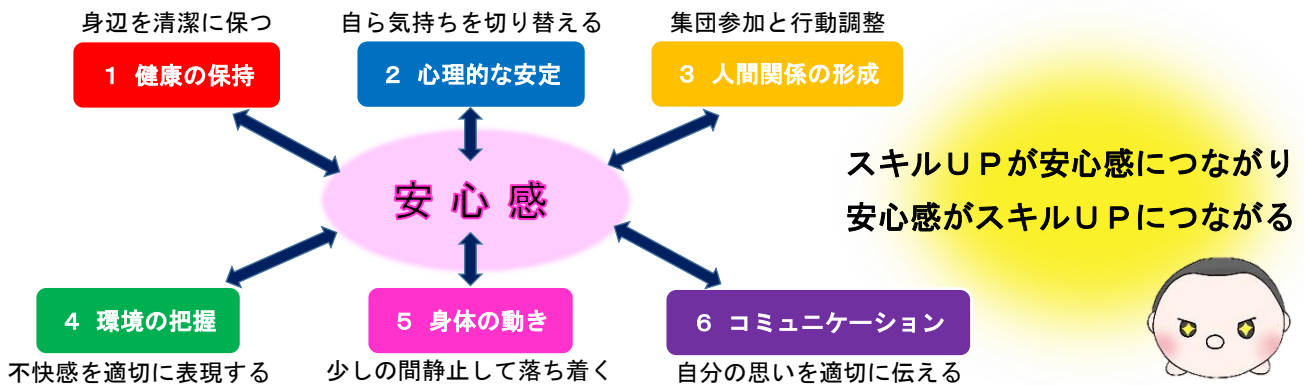 身辺を清潔に保つ
自ら気持ちを切り替える
集団参加と行動調整
１ 健康の保持
２ 心理的な安定
３ 人間関係の形成
安心感
スキルＵＰが安心感につながり
安心感がスキルＵＰにつながる
４ 環境の把握
５ 身体の動き
６ コミュニケーション
不快感を適切に表現する
少しの間静止して落ち着く
自分の思いを適切に伝える